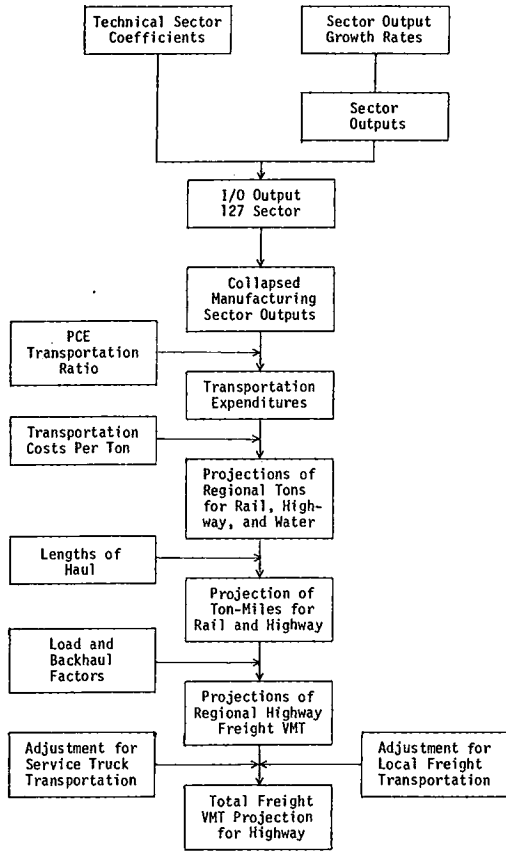 Technical Sector
Coefficients
Sector Output
Growth Rates
Sector
Outputs
I/O Output
127 Sector
Collapsed
Manufacturing
Sector Outputs
PCE
Transportation
Ratio
Transportation
Expenditures
Transportation
Costs Per Ton
Projections of
Regional Tons
for Rail, High-
way, and Water
Lengths of
Haul
Projection of
Ton-Miles for
Rail and Highway
Load and
Backhaul
Factors
Projections of
Regional Highway
Freight VMT
Adjustment for
Service Truck
Transportation
Adjustment for
Local Freight
Transportation
Total Freight
VMT Projection
for Highway